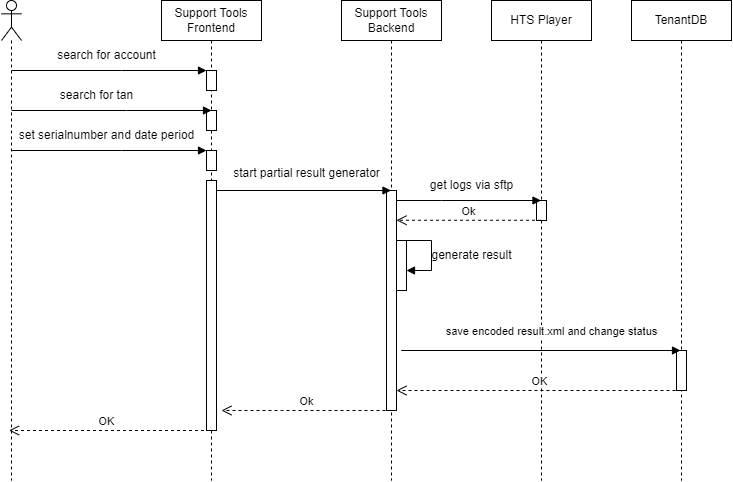 Support Tools
Frontend
Support Tools
Backend
HTS Player
TenantDB
search for account
search for tan
set serialnumber and date period
start partial result generator
get logs via sftp
Ok
generate result
save encoded result.xml and change status
OK
Ok
OK